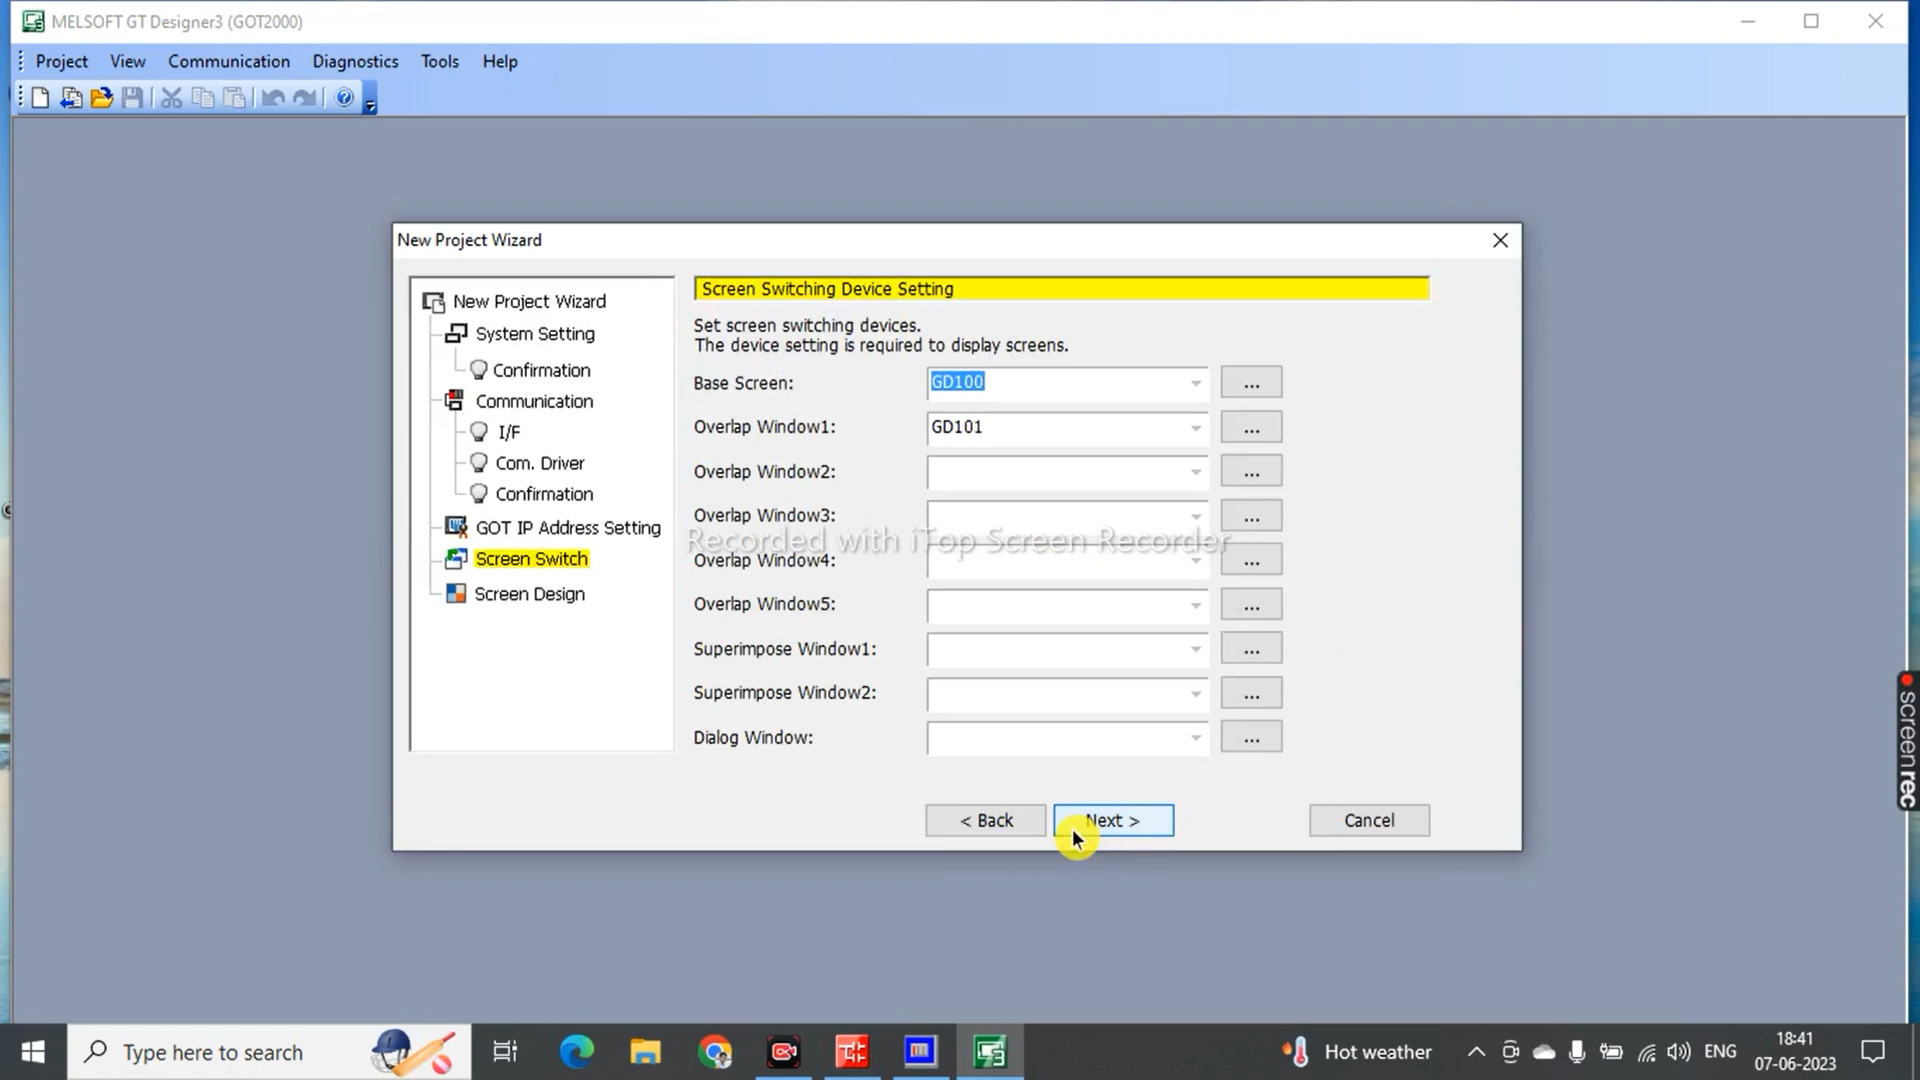 MELSOFT GT Designer3 (GOT2000)
Project View Communication Diagnostics Tools Help
New Project Wizard
New Project Wizard
System Setting
Confirmation
Communication
I/F
Com. Driver
Confirmation
GOT IP Address Setting
Screen Switch
Screen Design
Screen Switching Device Setting
Set screen switching devices.
The device setting is required to display screens.
Base Screen: GD100 ...
Overlap Window1: GD101 ...
Overlap Window2: ...
Overlap Window3: ...
Recorded with iTop Screen Recorder
Overlap Window4: ...
Overlap Window5: ...
Superimpose Window1: ...
Superimpose Window2: ...
Dialog Window: ...
< Back Next > Cancel
screenrec
Type here to search
Hot weather
ENG
18:41
07-06-2023